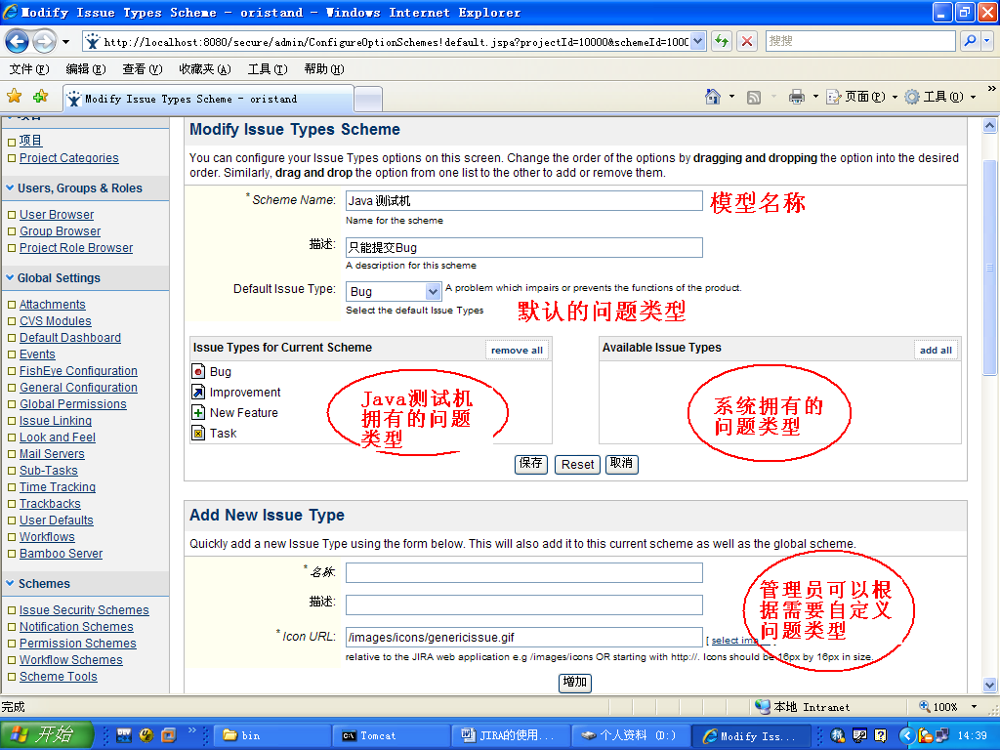 Modify Issue Types Scheme - oristand - Windows Internet Explorer
http://localhost:8080/secure/admin/ConfigureOptionSchemes!default.jspa?projectId=10000&schemeId=1000
搜搜
文件(F) 编辑(E) 查看(V) 收藏夹(A) 工具(T) 帮助(H)
Modify Issue Types Scheme - oristand
页面(P) 工具(O)
项目
项目
Project Categories
Users, Groups & Roles
User Browser
Group Browser
Project Role Browser
Global Settings
Attachments
CVS Modules
Default Dashboard
Events
FishEye Configuration
General Configuration
Global Permissions
Issue Linking
Look and Feel
Mail Servers
Sub-Tasks
Time Tracking
Trackbacks
User Defaults
Workflows
Bamboo Server
Schemes
Issue Security Schemes
Notification Schemes
Permission Schemes
Workflow Schemes
Scheme Tools
Modify Issue Types Scheme
You can configure your Issue Types options on this screen. Change the order of the options by dragging and dropping the option into the desired
order. Similarly, drag and drop the option from one list to the other to add or remove them.
* Scheme Name: Java 测试机 模型名称
Name for the scheme
描述: 只能提交Bug
A description for this scheme
Default Issue Type: Bug A problem which impairs or prevents the functions of the product.
Select the default Issue Types 默认的问题类型
Issue Types for Current Scheme remove all
Bug
Improvement
New Feature
Task
Java测试机
拥有的问题
类型
Available Issue Types add all
系统拥有的
问题类型
保存 Reset 取消
Add New Issue Type
Quickly add a new Issue Type using the form below. This will also add it to this current scheme as well as the global scheme.
* 名称:
描述:
* Icon URL: /images/icons/genericissue.gif [ select
relative to the JIRA web application e.g /images/icons OR starting with http://. Icons should be 16px by 16px in size.
管理员可以根
据需要自定义
问题类型
增加
完成 本地 Intranet 100%
开始 bin Tomcat JIRA的使用... 个人资料 (D:) Modify Iss... 14:39